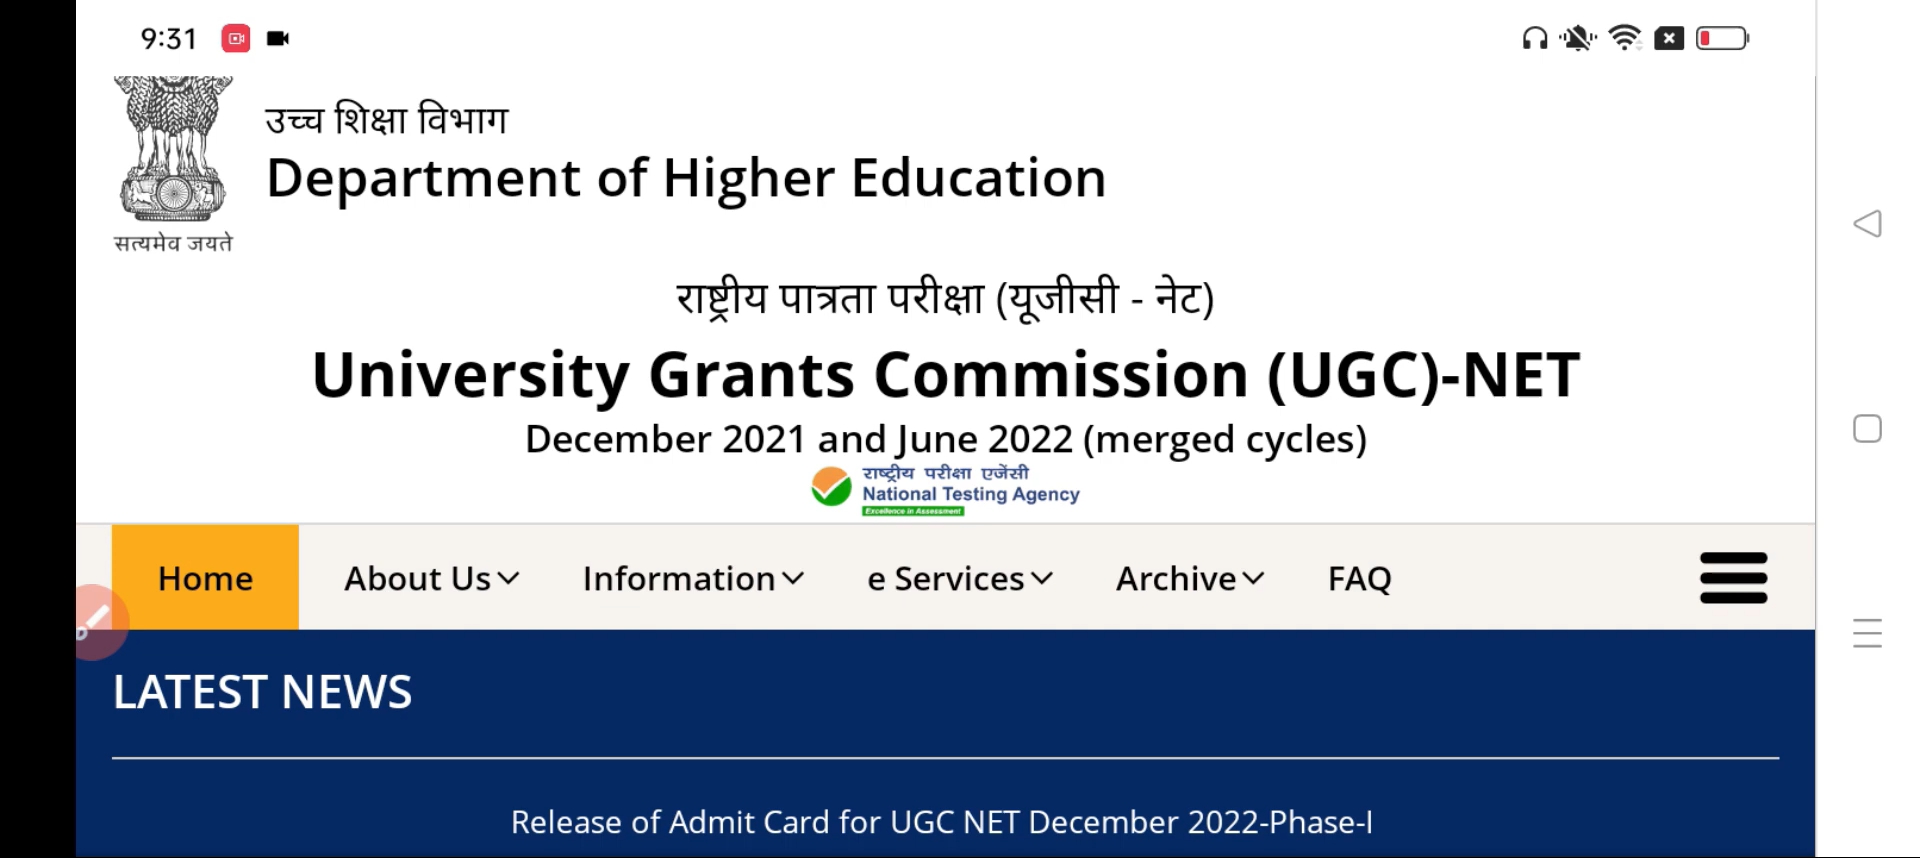 9:31
उच्च शिक्षा विभाग
Department of Higher Education
सत्यमेव जयते
राष्ट्रीय पात्रता परीक्षा (यूजीसी - नेट)
University Grants Commission (UGC)-NET
December 2021 and June 2022 (merged cycles)
राष्ट्रीय परीक्षा एजेंसी
National Testing Agency
Excellence in Assessment
Home About Us Information e Services Archive FAQ
LATEST NEWS
Release of Admit Card for UGC NET December 2022-Phase-I